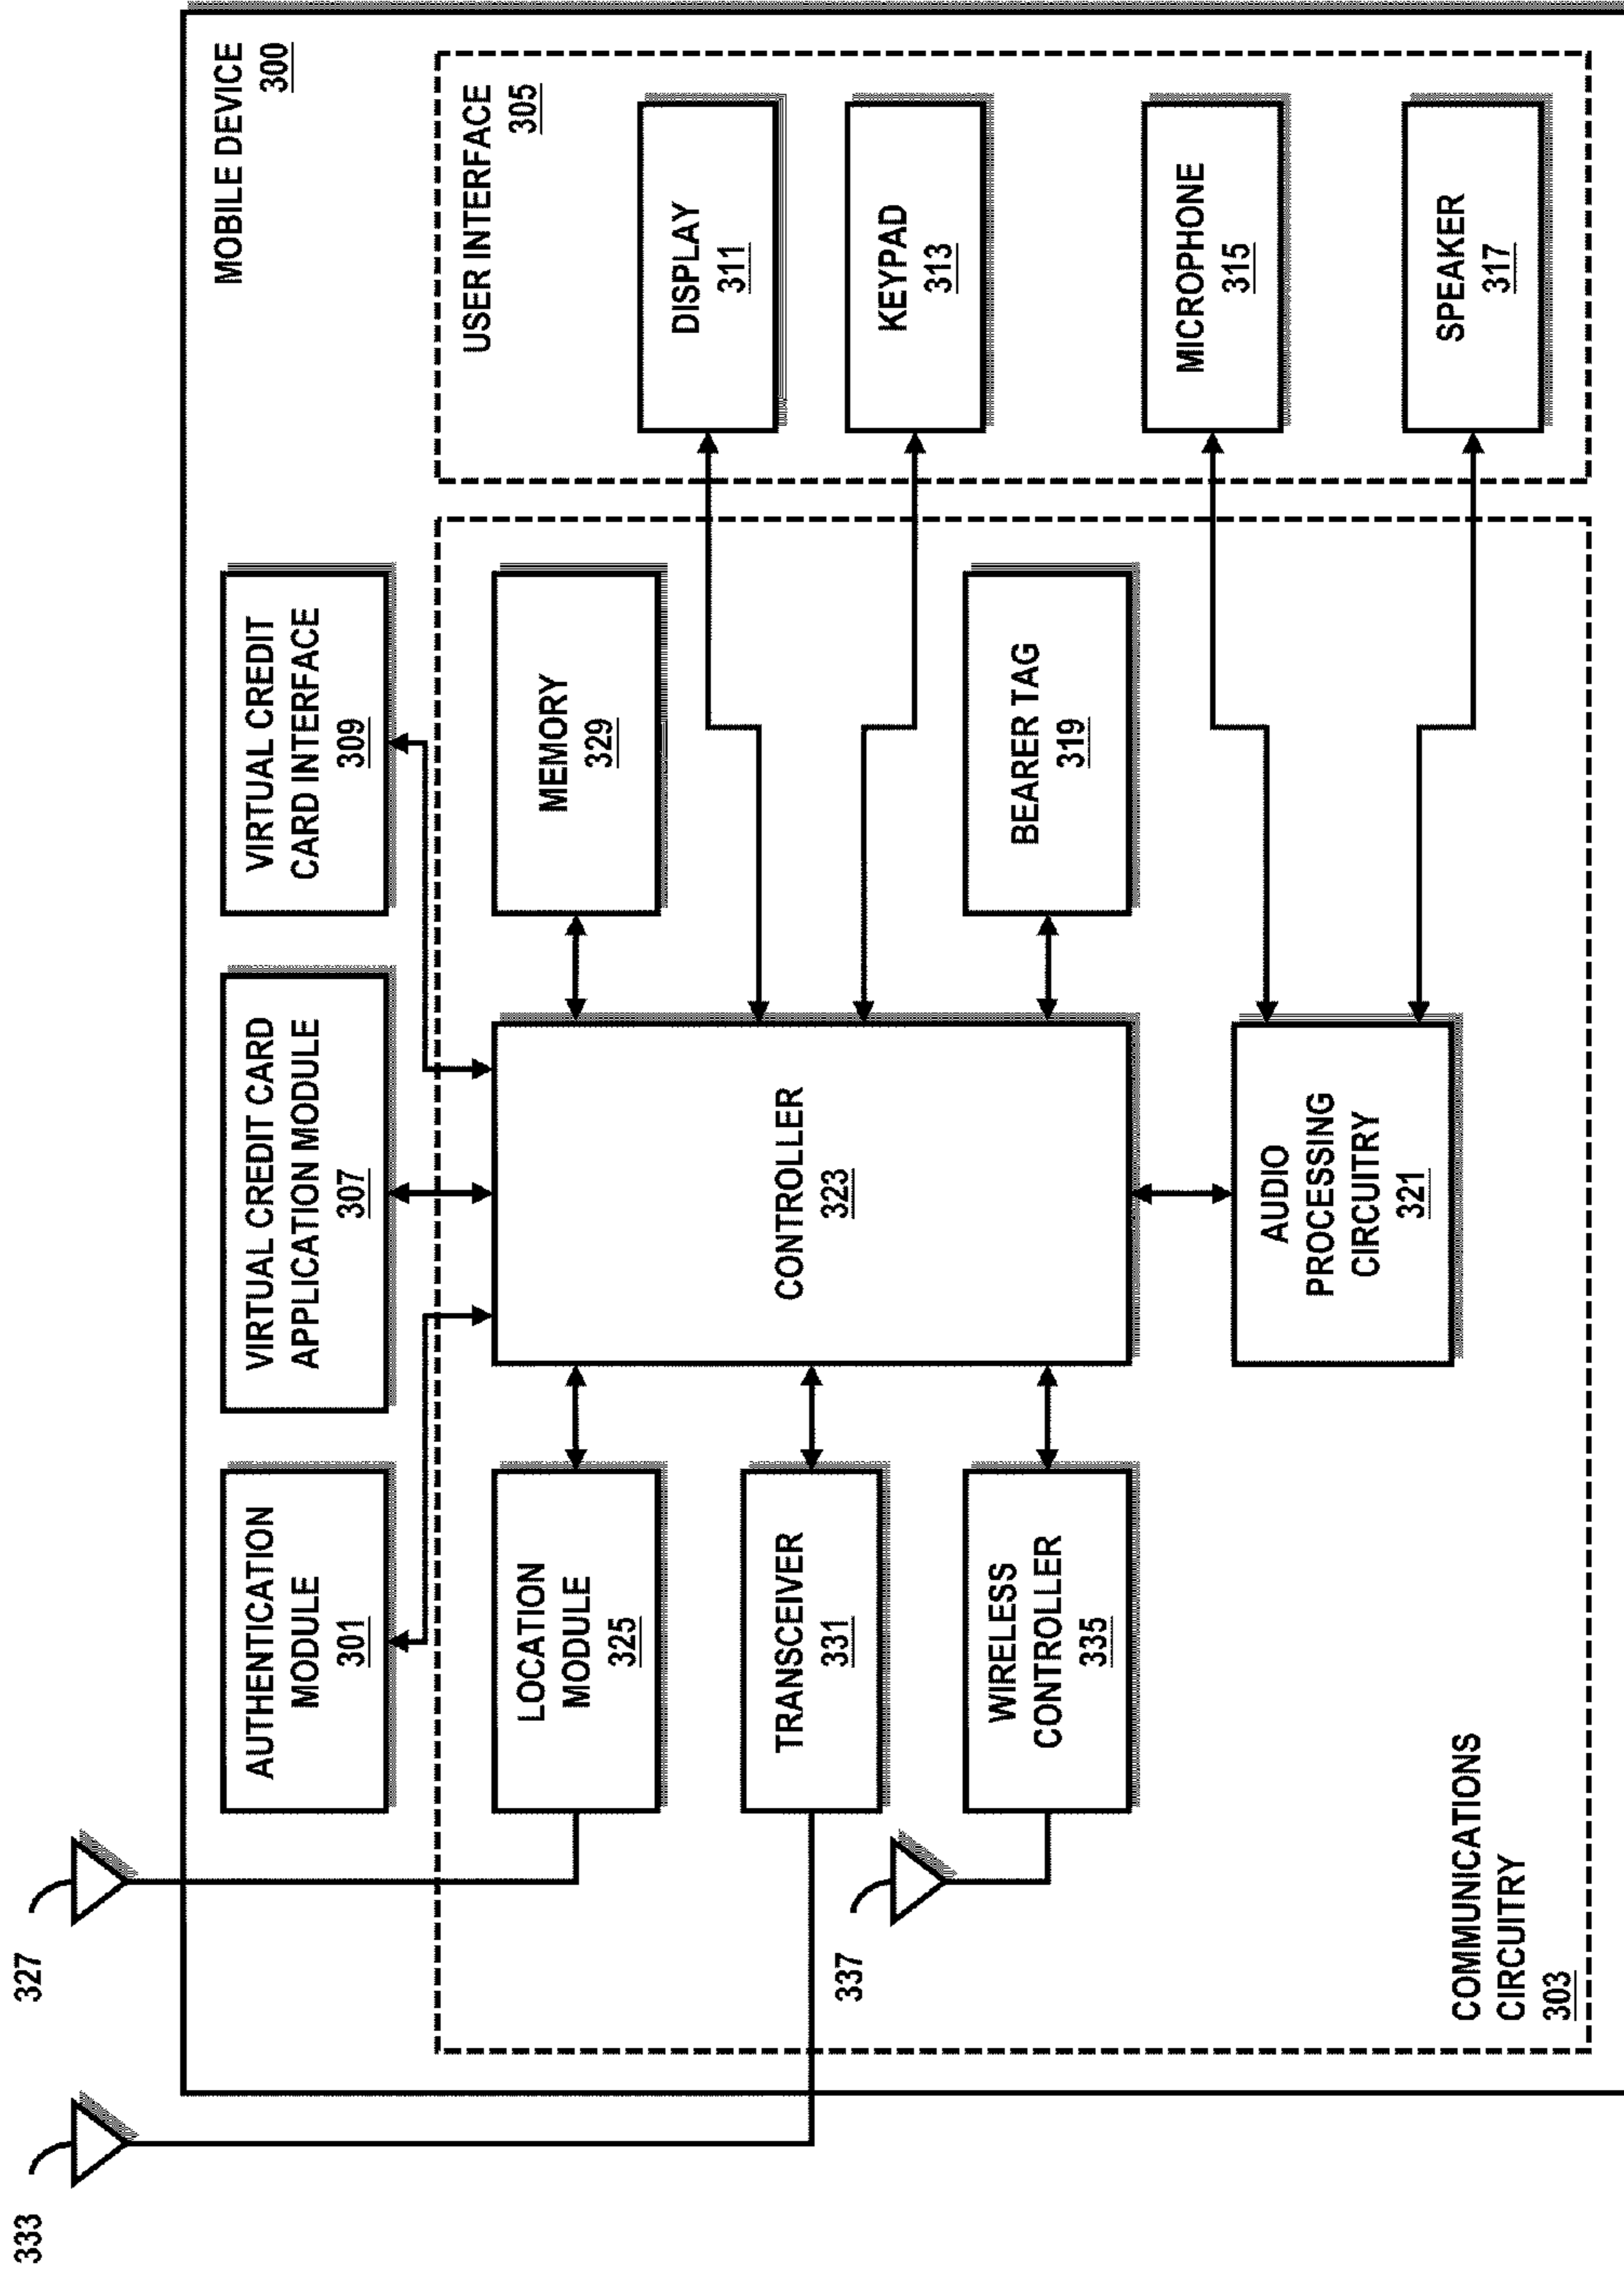 333
327
MOBILE DEVICE
300
AUTHENTICATION
MODULE
301
VIRTUAL CREDIT CARD
APPLICATION MODULE
307
VIRTUAL CREDIT
CARD INTERFACE
309
USER INTERFACE
305
LOCATION
MODULE
325
MEMORY
329
DISPLAY
311
TRANSCEIVER
331
CONTROLLER
323
KEYPAD
313
337
WIRELESS
CONTROLLER
335
BEARER TAG
319
MICROPHONE
315
AUDIO
PROCESSING
CIRCUITRY
321
SPEAKER
317
COMMUNICATIONS
CIRCUITRY
303